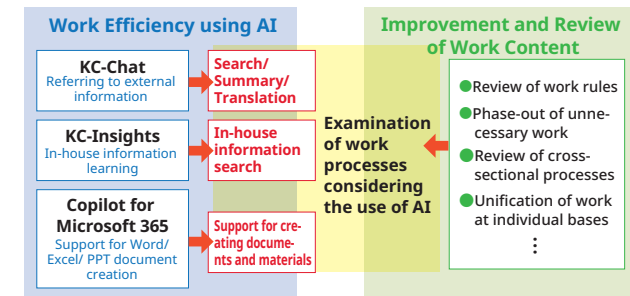 Work Efficiency using AI
KC-Chat
Referring to external
information
Search/
Summary/
Translation
KC-Insights
In-house information
learning
In-house
information
search
Copilot for
Microsoft 365
Support for Word/
Excel/ PPT document
creation
Support for cre-
ating docume-
nts and materials
Examination
of work
processes
considering
the use of AI
Improvement and Review
of Work Content
●Review of work rules
●Phase-out of unne-
cessary work
●Review of cross-
sectional processes
●Unification of work
at individual bases
⋮